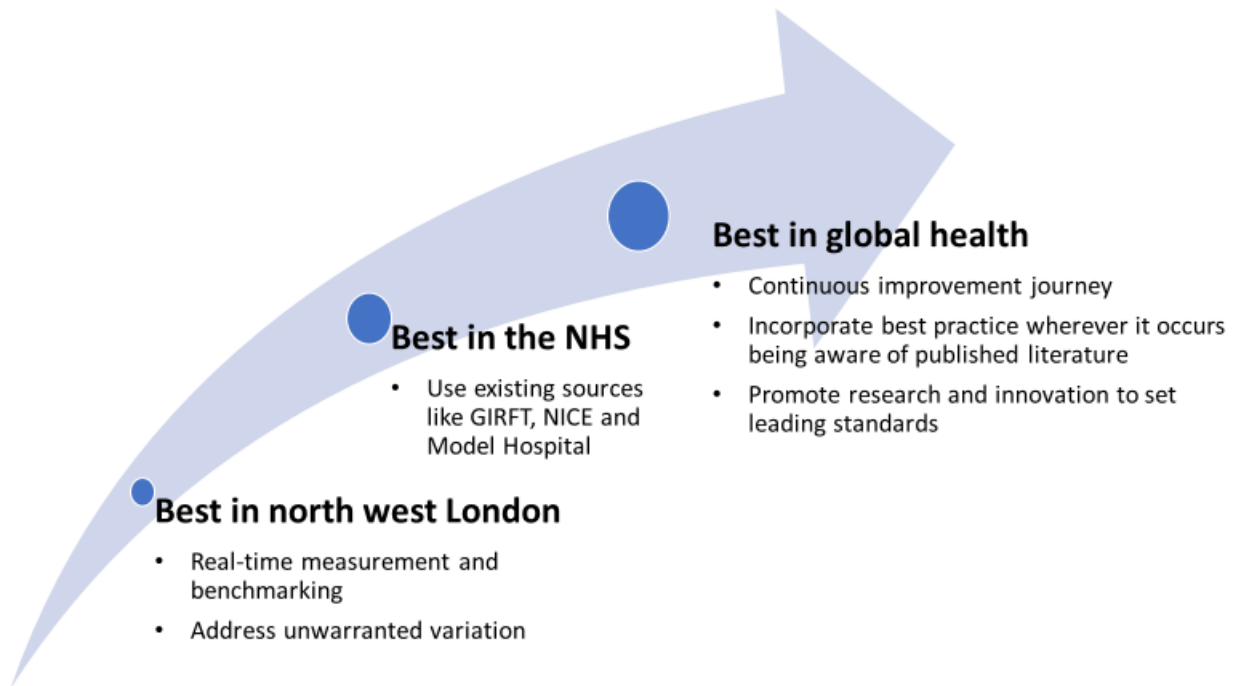 Best in global health
• Continuous improvement journey
• Incorporate best practice wherever it occurs
being aware of published literature
• Promote research and innovation to set
leading standards
Best in the NHS
• Use existing sources
like GIRFT, NICE and
Model Hospital
Best in north west London
• Real-time measurement and
benchmarking
• Address unwarranted variation